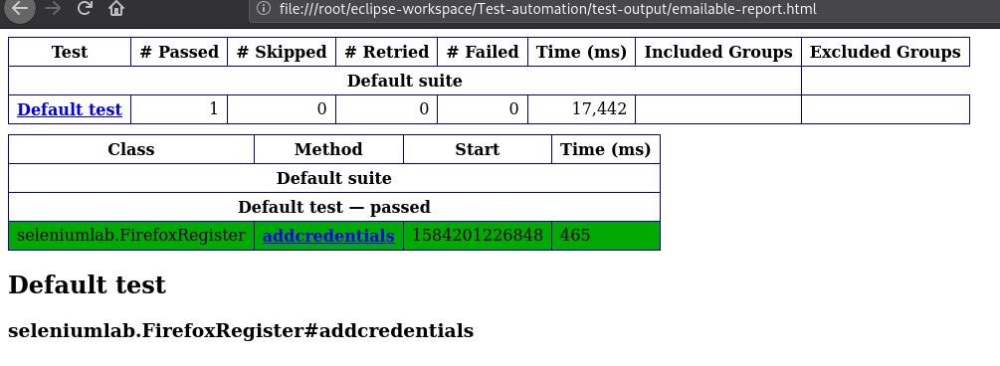 file:///root/eclipse-workspace/Test-automation/test-output/emailable-report.html
Test # Passed # Skipped # Retried # Failed Time (ms) Included Groups Excluded Groups
Default suite
Default test 1 0 0 0 17,442
Class Method Start Time (ms)
Default suite
Default test — passed
seleniumlab.FirefoxRegister addcredentials 1584201226848 465
Default test
seleniumlab.FirefoxRegister#addcredentials